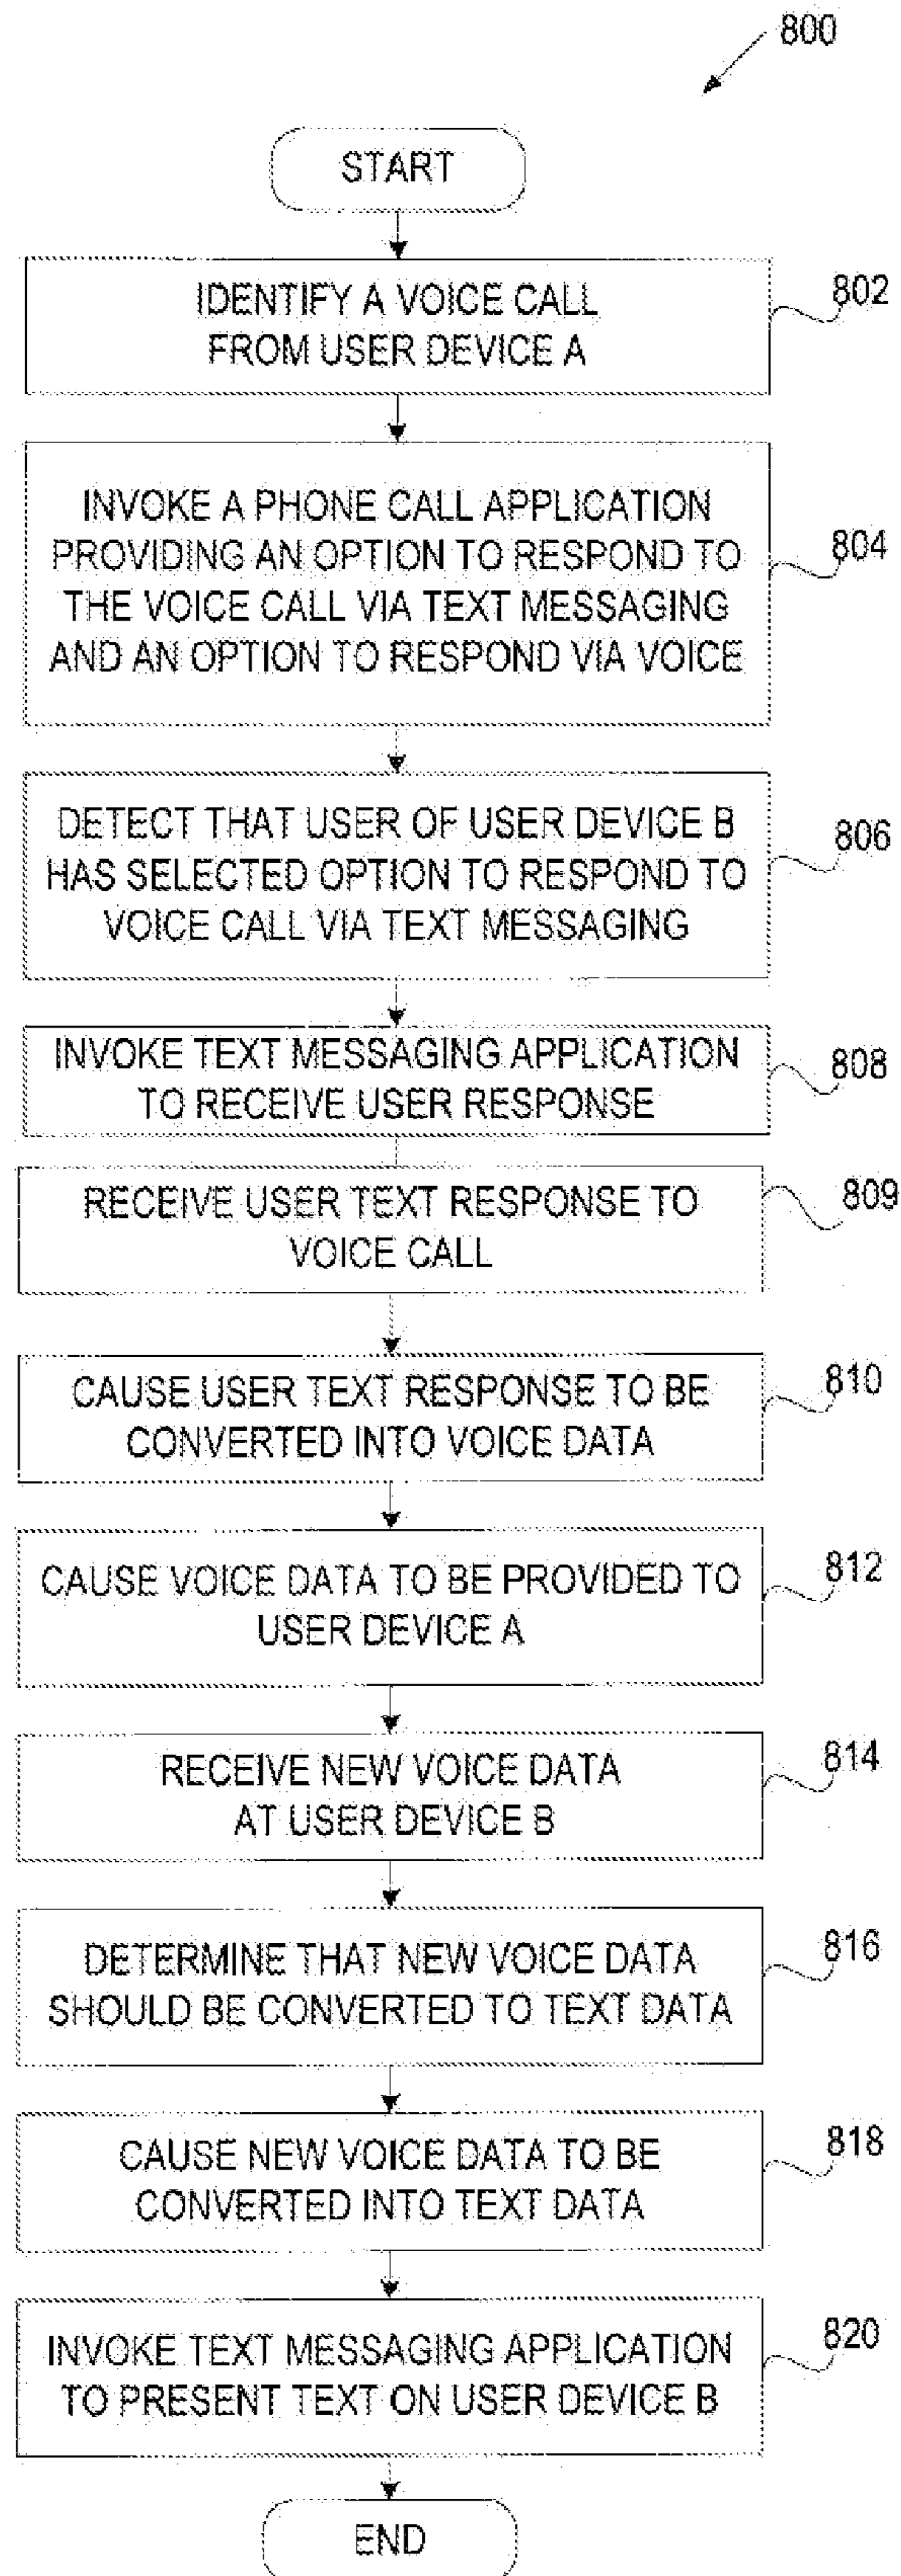 800
START
IDENTIFY A VOICE CALL
FROM USER DEVICE A
802
INVOKE A PHONE CALL APPLICATION
PROVIDING AN OPTION TO RESPOND TO
THE VOICE CALL VIA TEXT MESSAGING
AND AN OPTION TO RESPOND VIA VOICE
804
DETECT THAT USER OF USER DEVICE B
HAS SELECTED OPTION TO RESPOND TO
VOICE CALL VIA TEXT MESSAGING
806
INVOKE TEXT MESSAGING APPLICATION
TO RECEIVE USER RESPONSE
808
RECEIVE USER TEXT RESPONSE TO
VOICE CALL
809
CAUSE USER TEXT RESPONSE TO BE
CONVERTED INTO VOICE DATA
810
CAUSE VOICE DATA TO BE PROVIDED TO
USER DEVICE A
812
RECEIVE NEW VOICE DATA
AT USER DEVICE B
814
DETERMINE THAT NEW VOICE DATA
SHOULD BE CONVERTED TO TEXT DATA
816
CAUSE NEW VOICE DATA TO BE
CONVERTED INTO TEXT DATA
818
INVOKE TEXT MESSAGING APPLICATION
TO PRESENT TEXT ON USER DEVICE B
820
END